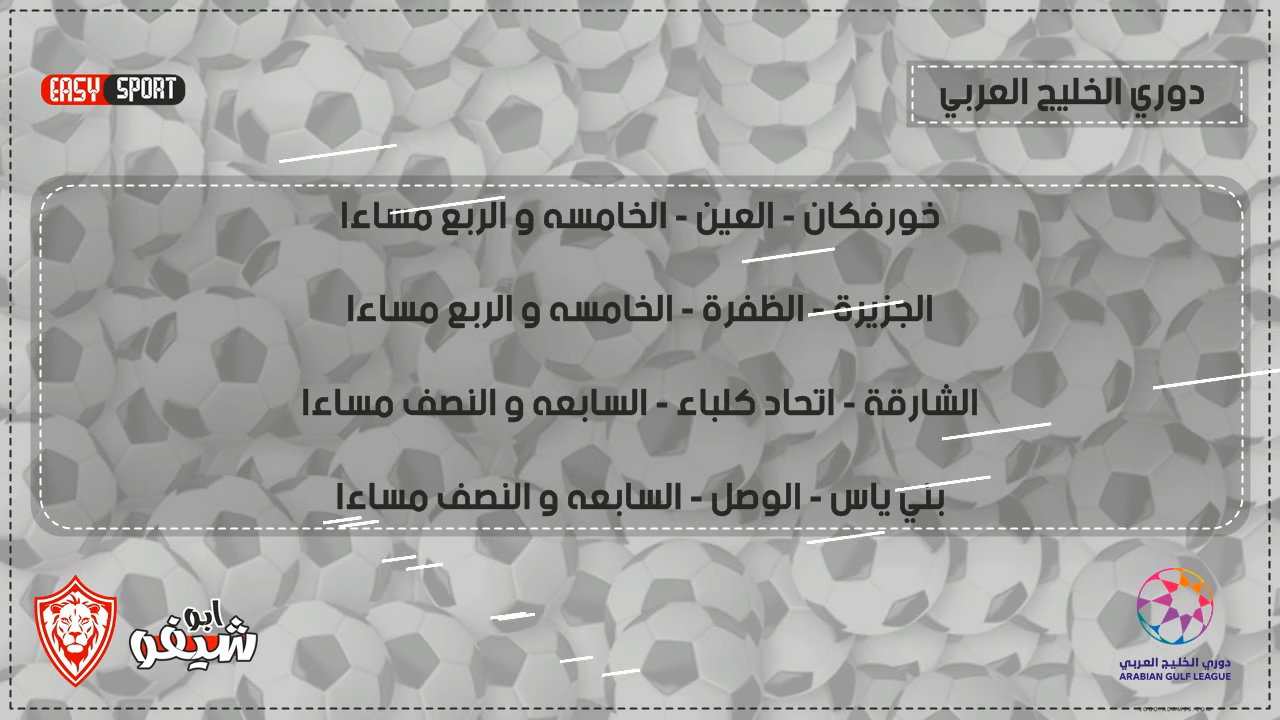 EASY SPORT
دوري الخليج العربي
خورفكان - العين - الخامسه و الربع مساءا
الجزيرة - الظفرة - الخامسه و الربع مساءا
الشارقة - اتحاد كلباء - السابعه و النصف مساءا
بني ياس - الوصل - السابعه و النصف مساءا
ابو
شيفو
دوري الخليج العربي
ARABIAN GULF LEAGUE